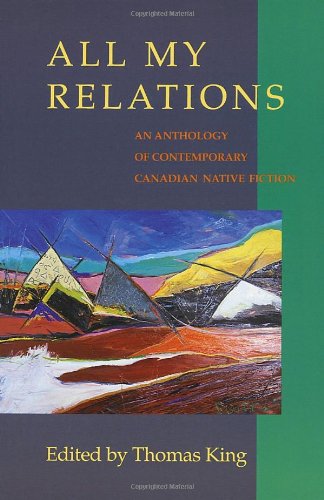 ALL MY
RELATIONS
AN ANTHOLOGY
OF CONTEMPORARY
CANADIAN NATIVE FICTION
Edited by Thomas King